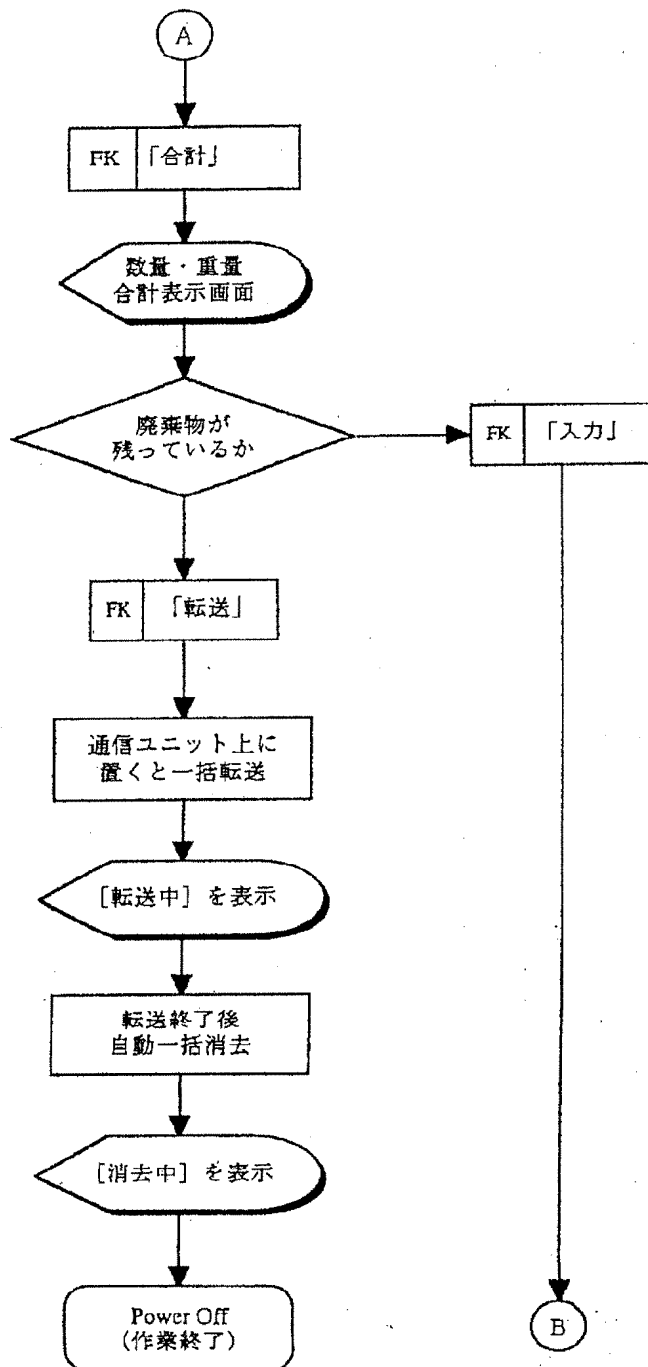 A
FK 「合計」
数量・重量
合計表示画面
廃棄物が
残っているか
FK 「入力」
FK 「転送」
通信ユニット上に
置くと一括転送
[転送中] を表示
転送終了後
自動一括消去
[消去中] を表示
Power Off
(作業終了)
B